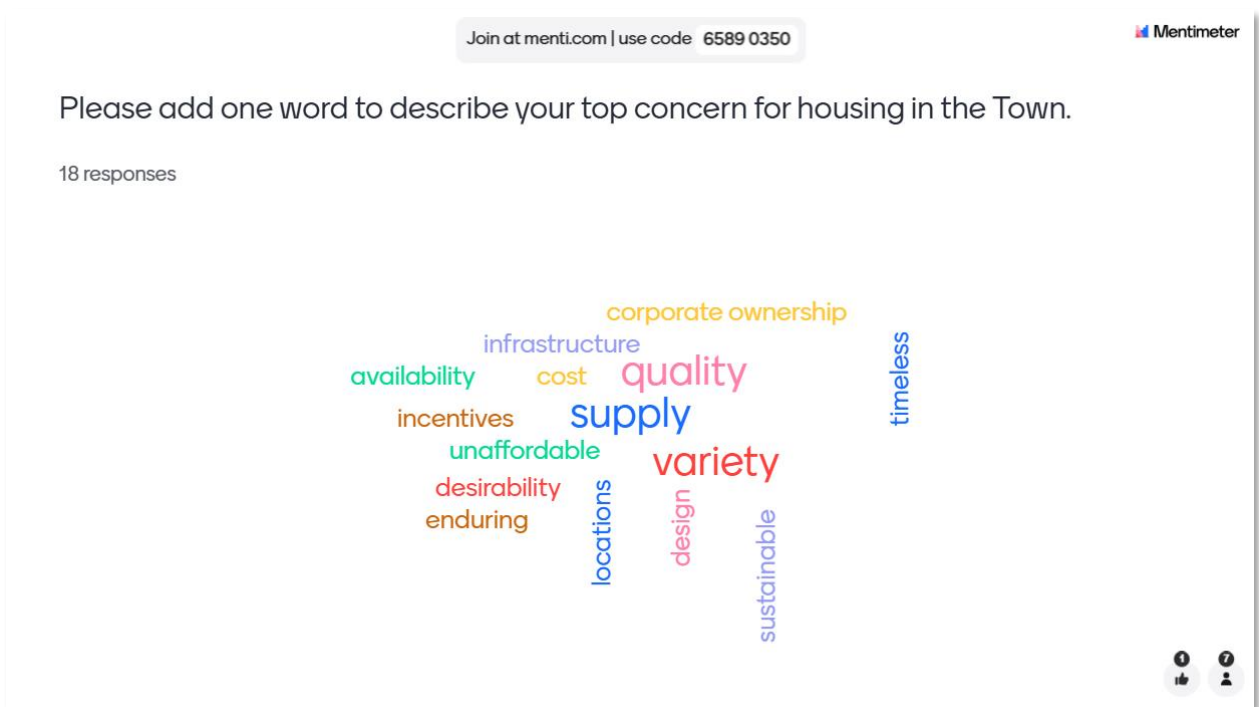 Join at menti.com | use code 6589 0350
Mentimeter
Please add one word to describe your top concern for housing in the Town.
18 responses
corporate ownership
infrastructure
timeless
availability
cost
quality
incentives
supply
unaffordable
variety
desirability
locations
design
enduring
sustainable
1
7